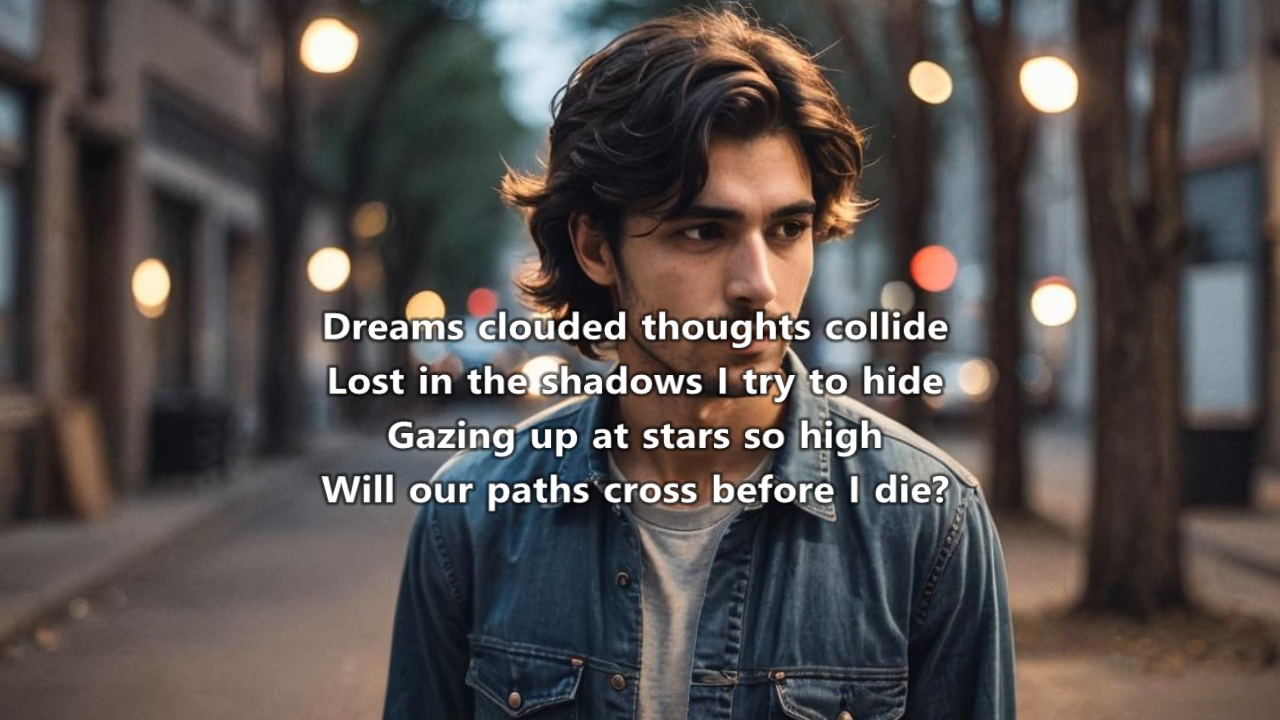 Dreams clouded thoughts collide
Lost in the shadows I try to hide
Gazing up at stars so high
Will our paths cross before I die?